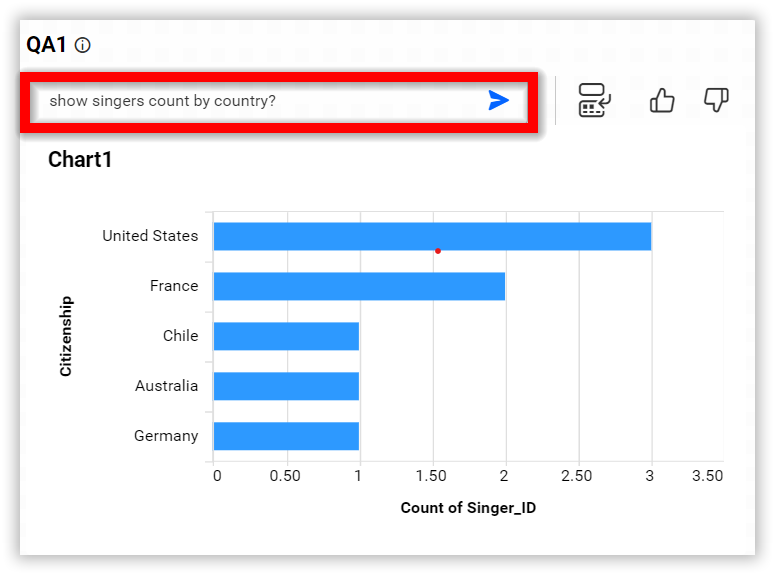 QA1
show singers count by country?
Chart1
United States
France
Chile
Australia
Germany
Citizenship
0 0.50 1 1.50 2 2.50 3 3.50
Count of Singer_ID